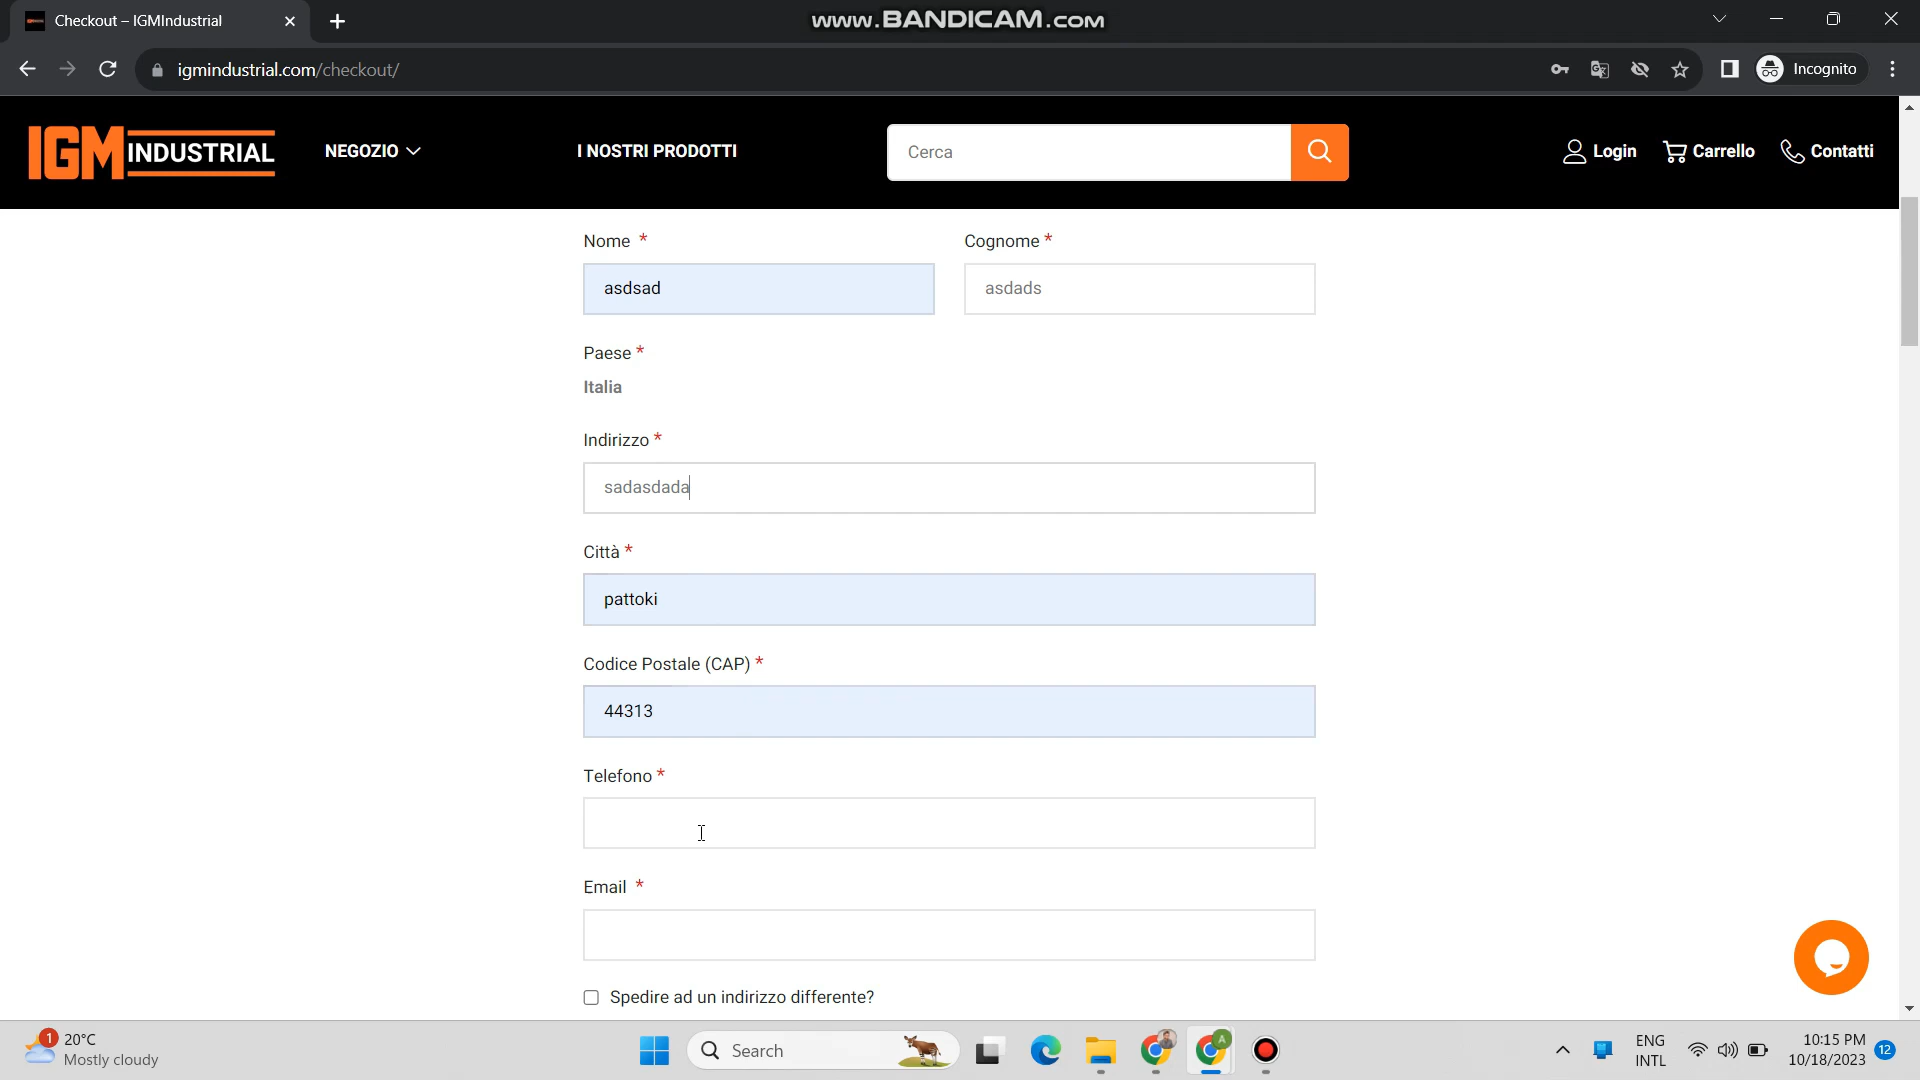 Checkout – IGMIndustrial
www.BANDICAM.com
igmindustrial.com/checkout/
Incognito
IGM INDUSTRIAL
NEGOZIO
I NOSTRI PRODOTTI
Cerca
Login
Carrello
Contatti
Nome *
Cognome *
asdsad
asdads
Paese *
Italia
Indirizzo *
sadasdada
Città *
pattoki
Codice Postale (CAP) *
44313
Telefono *
Email *
Spedire ad un indirizzo differente?
1
20°C
Mostly cloudy
Search
A
ENG
INTL
10:15 PM
10/18/2023
12